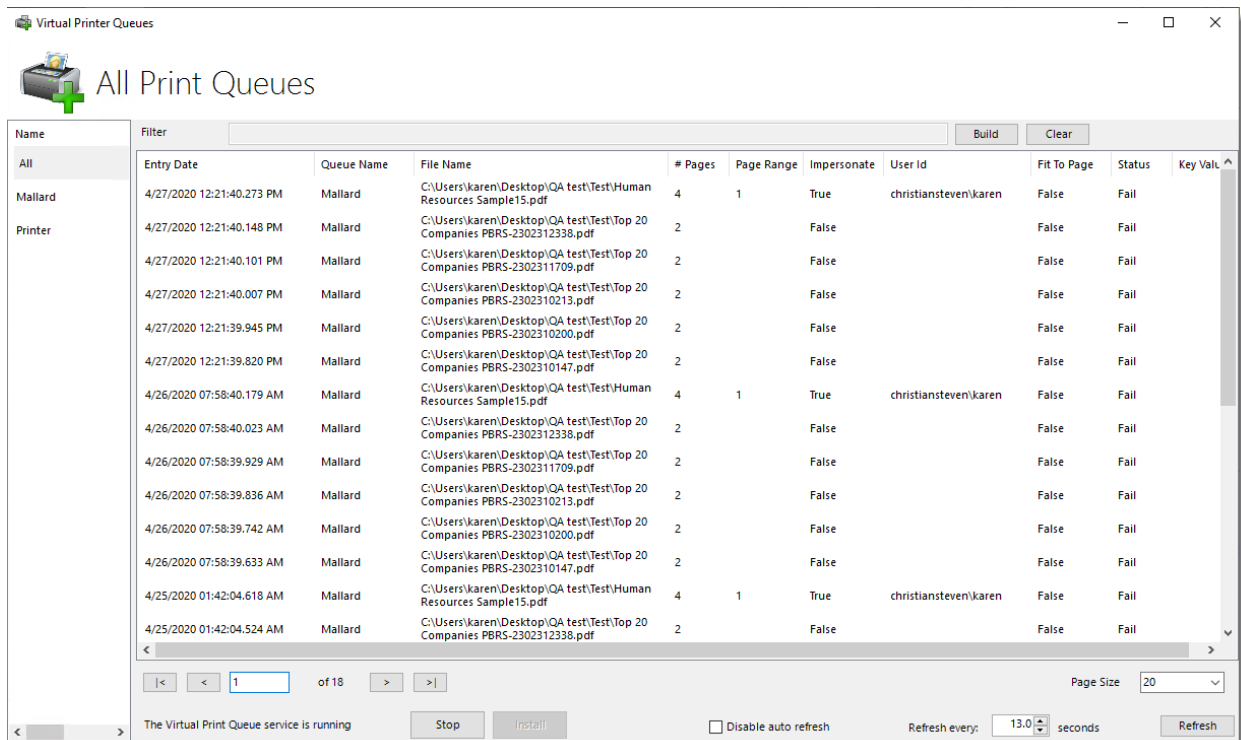 Virtual Printer Queues
All Print Queues
Name
All
Mallard
Printer
Filter
Build Clear
Entry Date Queue Name File Name # Pages Page Range Impersonate User Id Fit To Page Status Key Valu
4/27/2020 12:21:40.273 PM Mallard C:\Users\karen\Desktop\QA test\Test\Human 4 1 True christiansteven\karen False Fail
Resources Sample15.pdf
4/27/2020 12:21:40.148 PM Mallard C:\Users\karen\Desktop\QA test\Test\Top 20 2 False False Fail
Companies PBRS-2302312338.pdf
4/27/2020 12:21:40.101 PM Mallard C:\Users\karen\Desktop\QA test\Test\Top 20 2 False False Fail
Companies PBRS-2302311709.pdf
4/27/2020 12:21:40.007 PM Mallard C:\Users\karen\Desktop\QA test\Test\Top 20 2 False False Fail
Companies PBRS-2302310213.pdf
4/27/2020 12:21:39.945 PM Mallard C:\Users\karen\Desktop\QA test\Test\Top 20 2 False False Fail
Companies PBRS-2302310200.pdf
4/27/2020 12:21:39.820 PM Mallard C:\Users\karen\Desktop\QA test\Test\Top 20 2 False False Fail
Companies PBRS-2302310147.pdf
4/26/2020 07:58:40.179 AM Mallard C:\Users\karen\Desktop\QA test\Test\Human 4 1 True christiansteven\karen False Fail
Resources Sample15.pdf
4/26/2020 07:58:40.023 AM Mallard C:\Users\karen\Desktop\QA test\Test\Top 20 2 False False Fail
Companies PBRS-2302312338.pdf
4/26/2020 07:58:39.929 AM Mallard C:\Users\karen\Desktop\QA test\Test\Top 20 2 False False Fail
Companies PBRS-2302311709.pdf
4/26/2020 07:58:39.836 AM Mallard C:\Users\karen\Desktop\QA test\Test\Top 20 2 False False Fail
Companies PBRS-2302310213.pdf
4/26/2020 07:58:39.742 AM Mallard C:\Users\karen\Desktop\QA test\Test\Top 20 2 False False Fail
Companies PBRS-2302310200.pdf
4/26/2020 07:58:39.633 AM Mallard C:\Users\karen\Desktop\QA test\Test\Top 20 2 False False Fail
Companies PBRS-2302310147.pdf
4/25/2020 01:42:04.618 AM Mallard C:\Users\karen\Desktop\QA test\Test\Human 4 1 True christiansteven\karen False Fail
Resources Sample15.pdf
4/25/2020 01:42:04.524 AM Mallard C:\Users\karen\Desktop\QA test\Test\Top 20 2 False False Fail
Companies PBRS-2302312338.pdf
|< < 1 of 18 > >| Page Size 20
The Virtual Print Queue service is running Stop Install Disable auto refresh Refresh every: 13.0 seconds Refresh